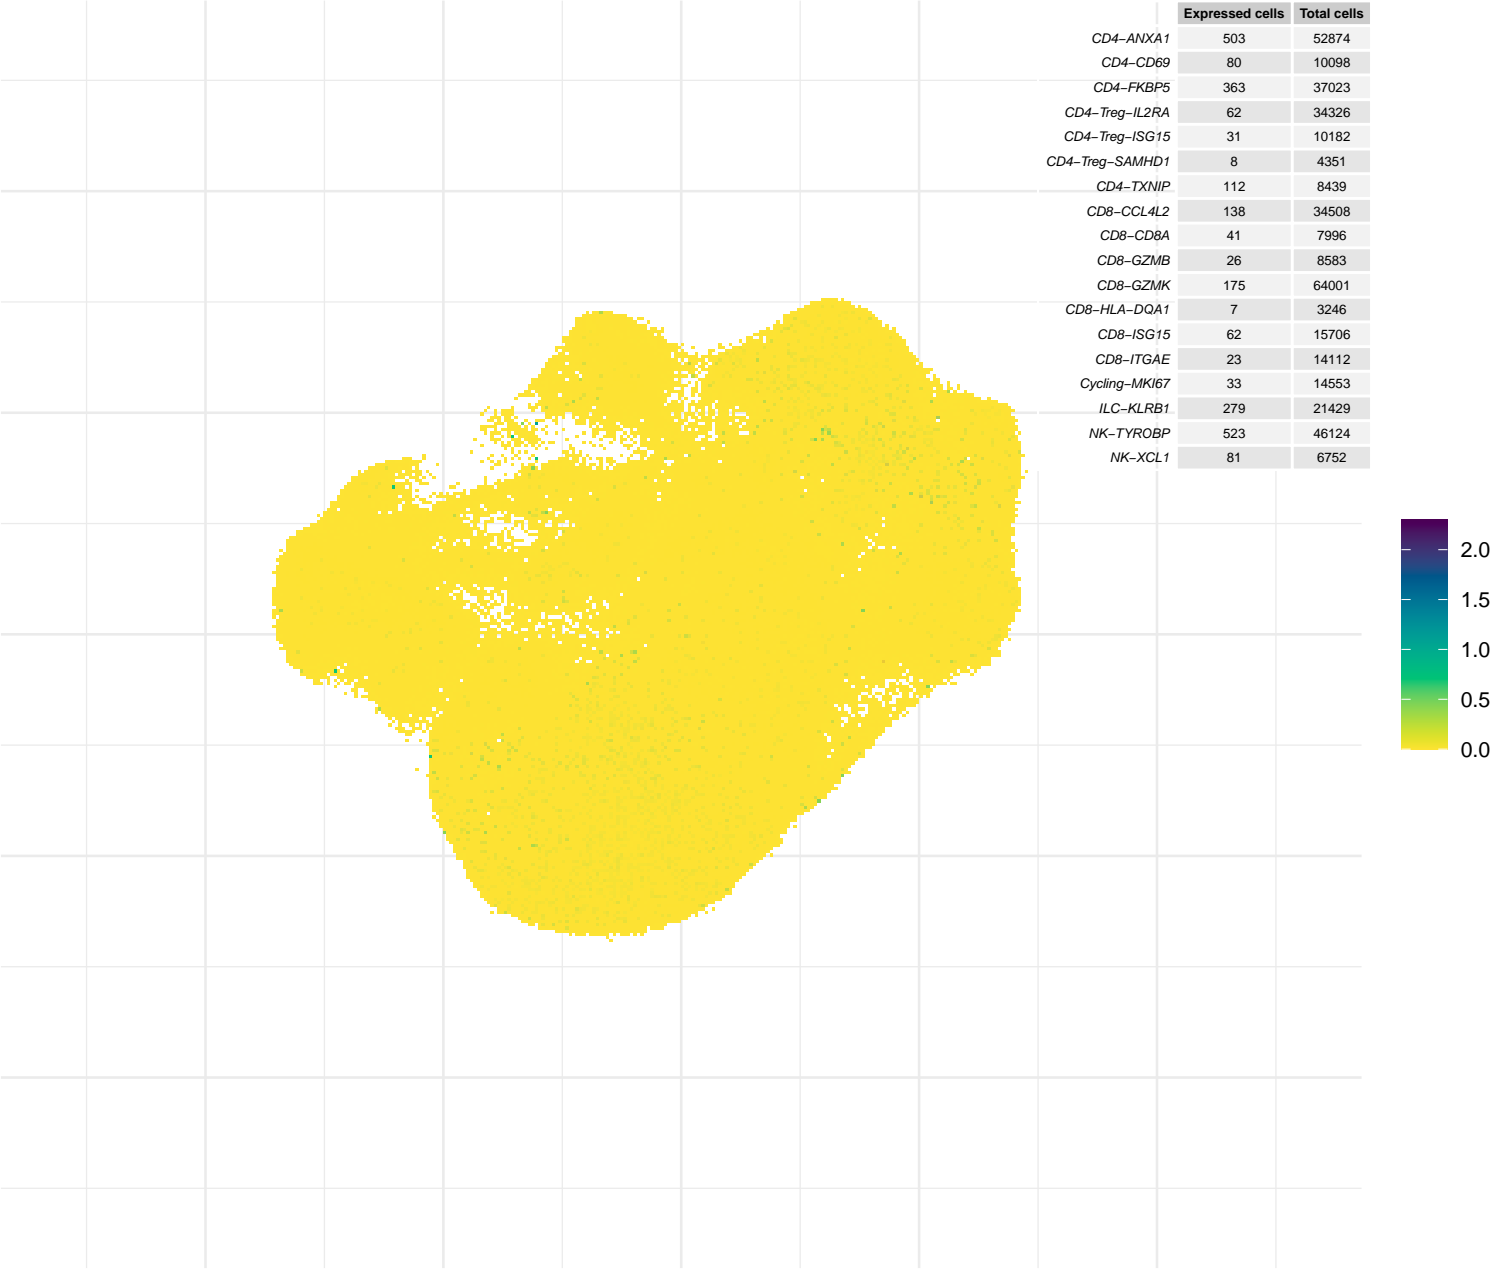 Expressed cells Total cells
CD4−ANXA1 503 52874
CD4−CD69 80 10098
CD4−FKBP5 363 37023
CD4−Treg−IL2RA 62 34326
CD4−Treg−ISG15 31 10182
CD4−Treg−SAMHD1 8 4351
CD4−TXNIP 112 8439
CD8−CCL4L2 138 34508
CD8−CD8A 41 7996
CD8−GZMB 26 8583
CD8−GZMK 175 64001
CD8−HLA−DQA1 7 3246
CD8−ISG15 62 15706
CD8−ITGAE 23 14112
Cycling−MKI67 33 14553
ILC−KLRB1 279 21429
NK−TYROBP 523 46124
NK−XCL1 81 6752
2.0
1.5
1.0
0.5
0.0